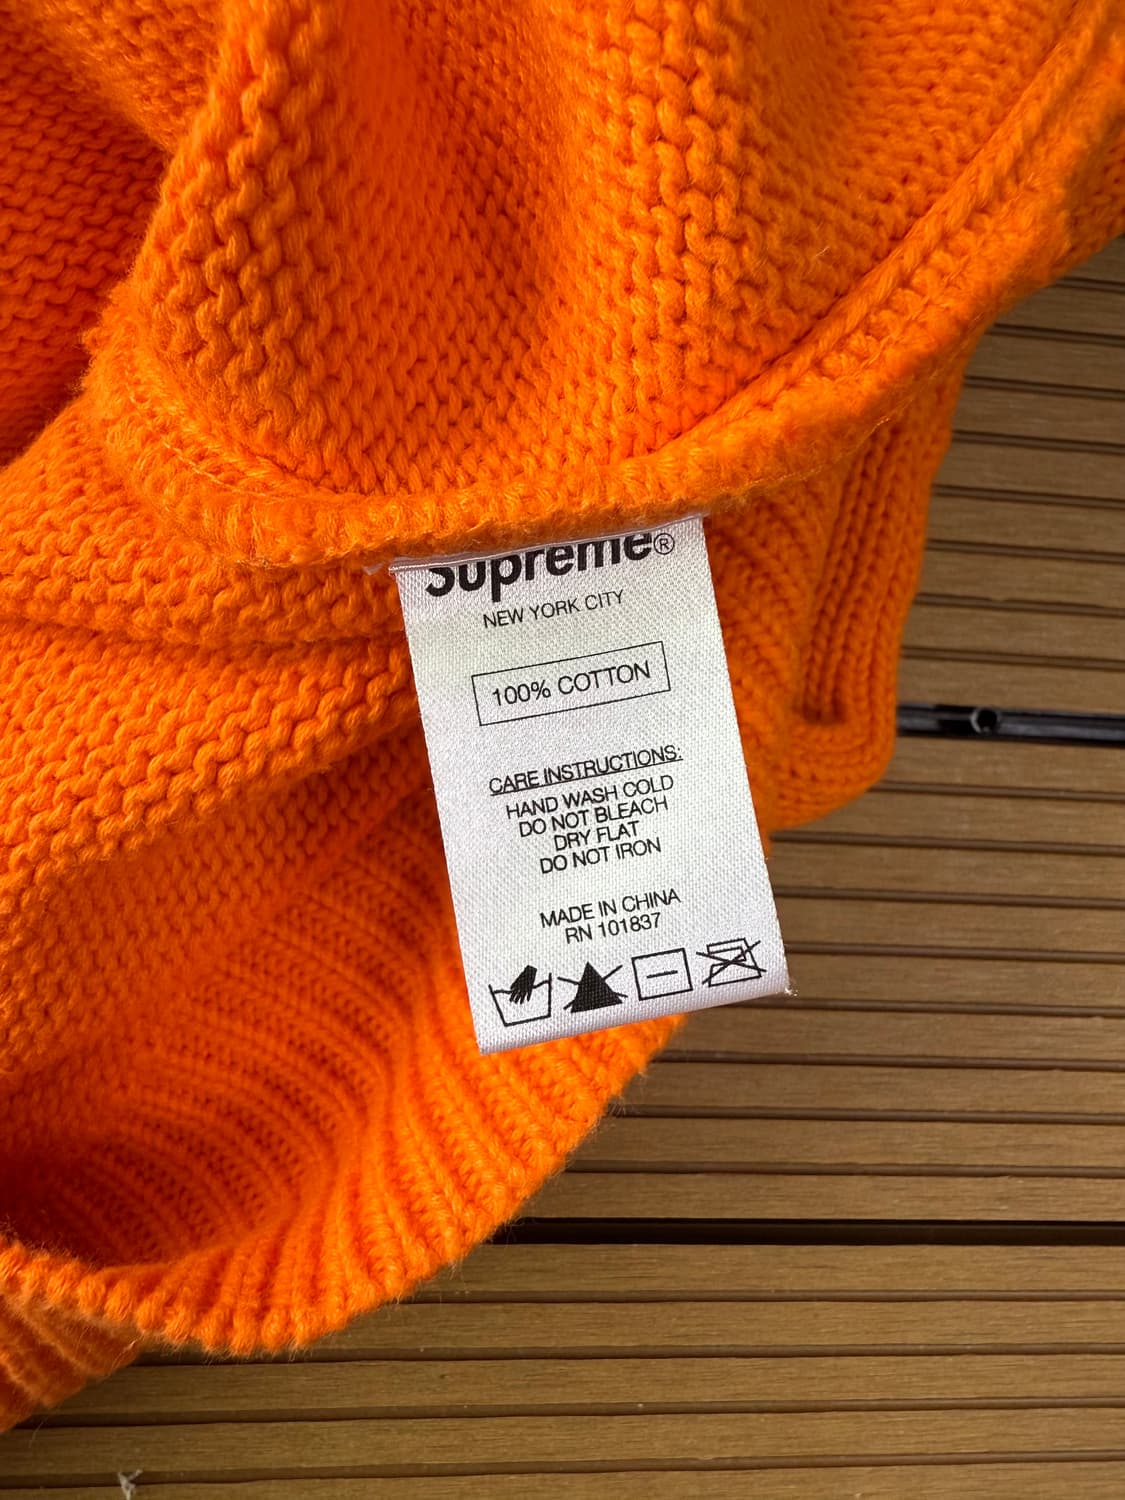 Supreme®
NEW YORK CITY
100% COTTON
CARE INSTRUCTIONS:
HAND WASH COLD
DO NOT BLEACH
DRY FLAT
DO NOT IRON
MADE IN CHINA
RN 101837